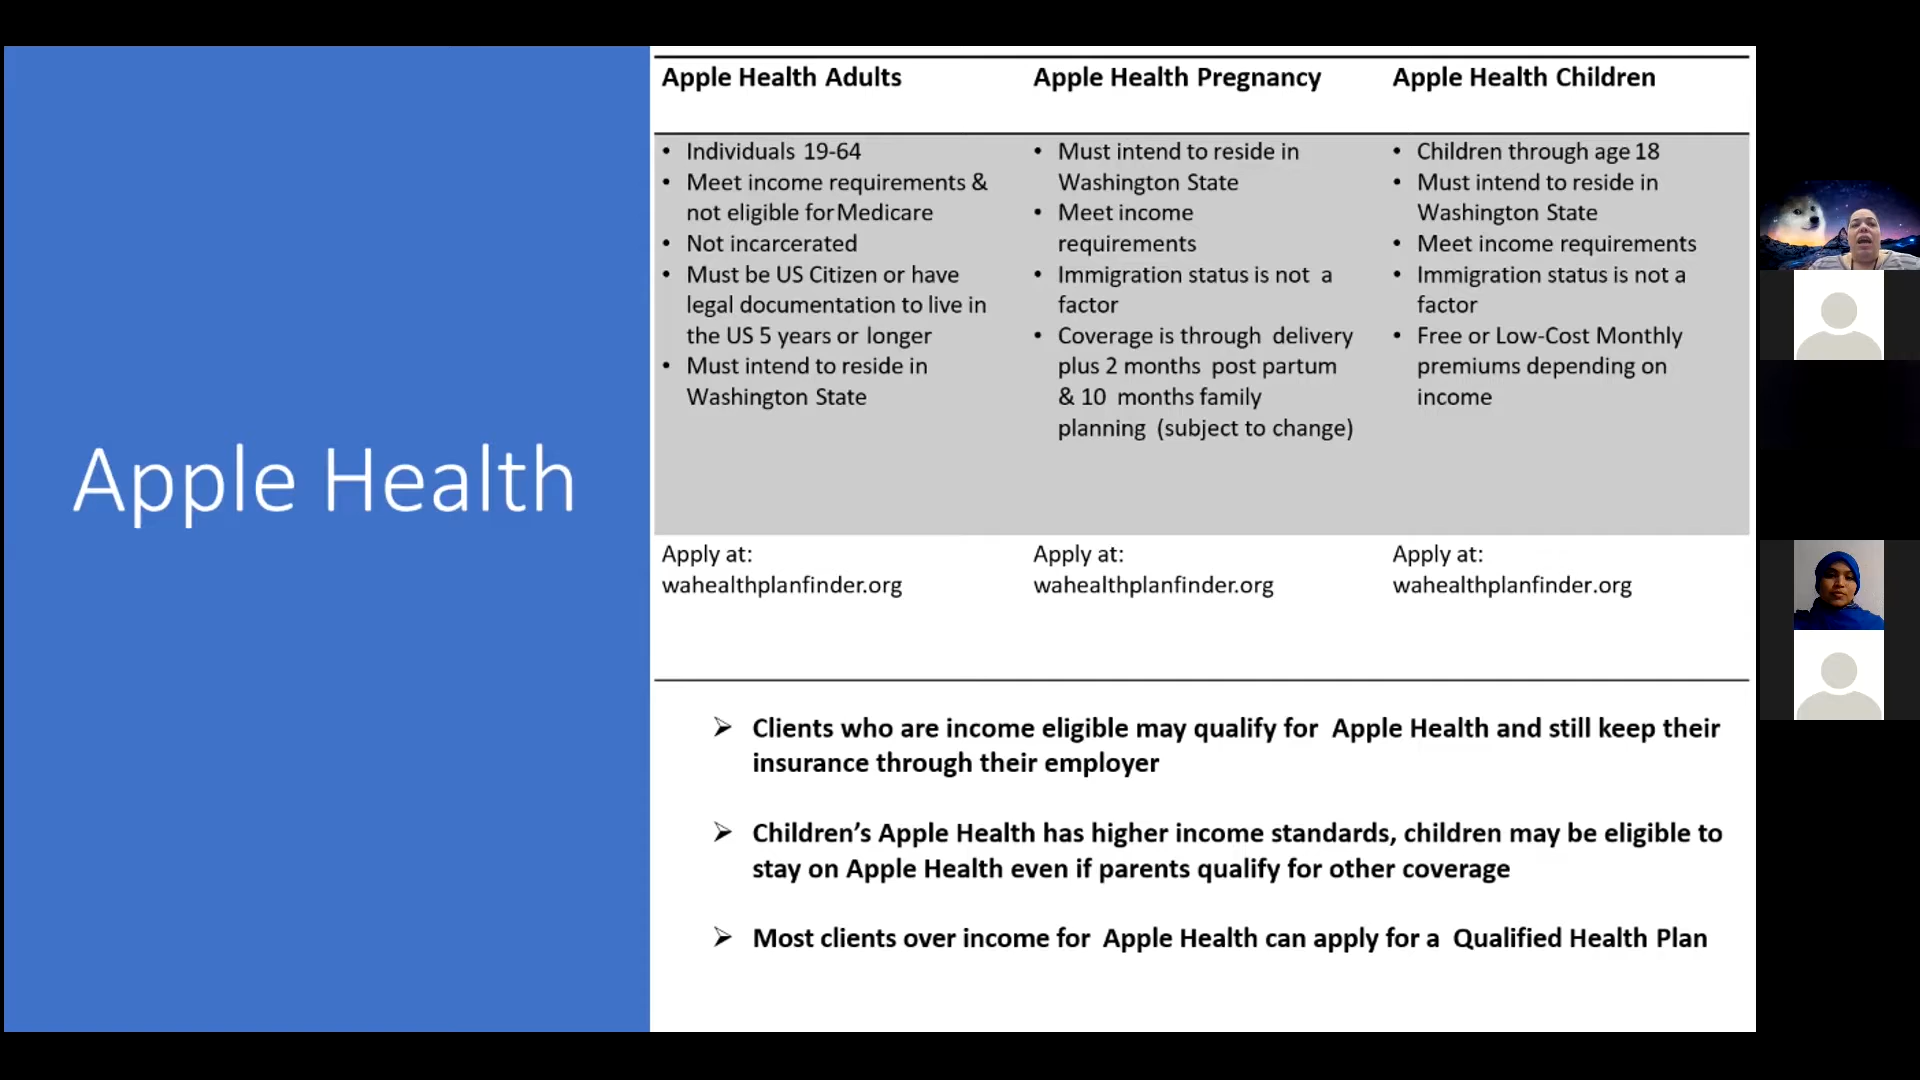 Apple Health
Apple Health Adults
• Individuals 19-64
• Meet income requirements &
not eligible for Medicare
• Not incarcerated
• Must be US Citizen or have
legal documentation to live in
the US 5 years or longer
• Must intend to reside in
Washington State
Apply at:
wahealthplanfinder.org
Apple Health Pregnancy
• Must intend to reside in
Washington State
• Meet income
requirements
• Immigration status is not a
factor
• Coverage is through delivery
plus 2 months post partum
& 10 months family
planning (subject to change)
Apply at:
wahealthplanfinder.org
Apple Health Children
• Children through age 18
• Must intend to reside in
Washington State
• Meet income requirements
• Immigration status is not a
factor
• Free or Low-Cost Monthly
premiums depending on
income
Apply at:
wahealthplanfinder.org
➢ Clients who are income eligible may qualify for Apple Health and still keep their
insurance through their employer
➢ Children’s Apple Health has higher income standards, children may be eligible to
stay on Apple Health even if parents qualify for other coverage
➢ Most clients over income for Apple Health can apply for a Qualified Health Plan